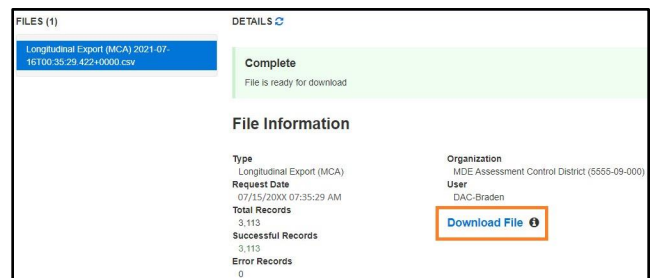 FILES (1)
Longitudinal Export (MCA) 2021-07-
16T00:35:29.422+0000.csv
DETAILS
Complete
File is ready for download
File Information
Type
Longitudinal Export (MCA)
Request Date
07/15/20XX 07:35:29 AM
Total Records
3,113
Successful Records
3,113
Error Records
0
Organization
MDE Assessment Control District (5555-09-000)
User
DAC-Braden
Download File